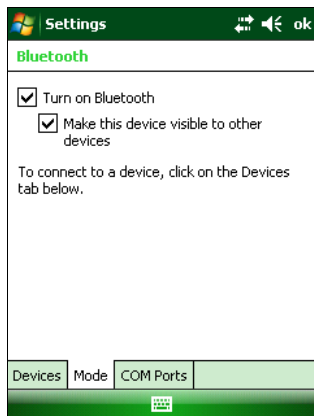 Settings ok
Bluetooth
Turn on Bluetooth
Make this device visible to other
devices
To connect to a device, click on the Devices
tab below.
Devices Mode COM Ports